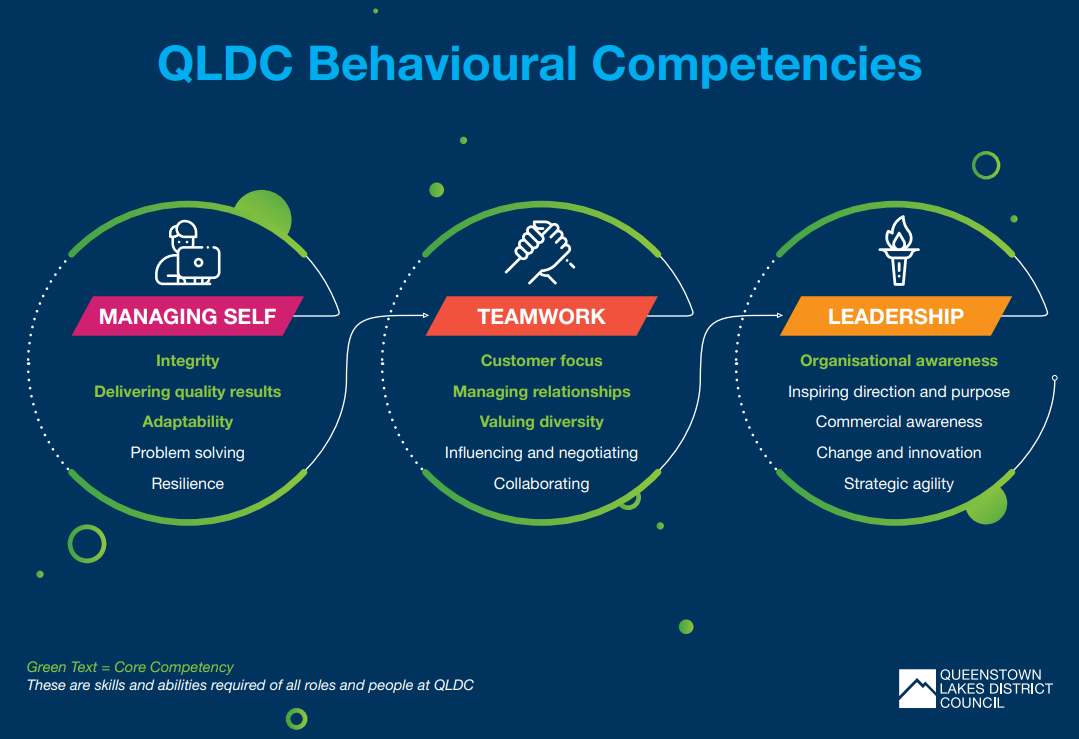 QLDC Behavioural Competencies
MANAGING SELF
Integrity
Delivering quality results
Adaptability
Problem solving
Resilience
TEAMWORK
Customer focus
Managing relationships
Valuing diversity
Influencing and negotiating
Collaborating
LEADERSHIP
Organisational awareness
Inspiring direction and purpose
Commercial awareness
Change and innovation
Strategic agility
Green Text = Core Competency
These are skills and abilities required of all roles and people at QLDC
QUEENSTOWN
LAKES DISTRICT
COUNCIL